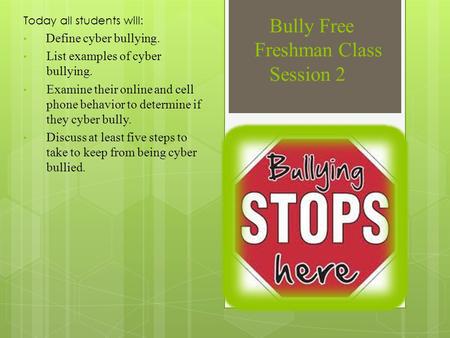 Today all students will:
• Define cyber bullying.
• List examples of cyber
bullying.
• Examine their online and cell
phone behavior to determine if
they cyber bully.
• Discuss at least five steps to
take to keep from being cyber
bullied.
Bully Free
Freshman Class
Session 2
Bullying
STOPS
here